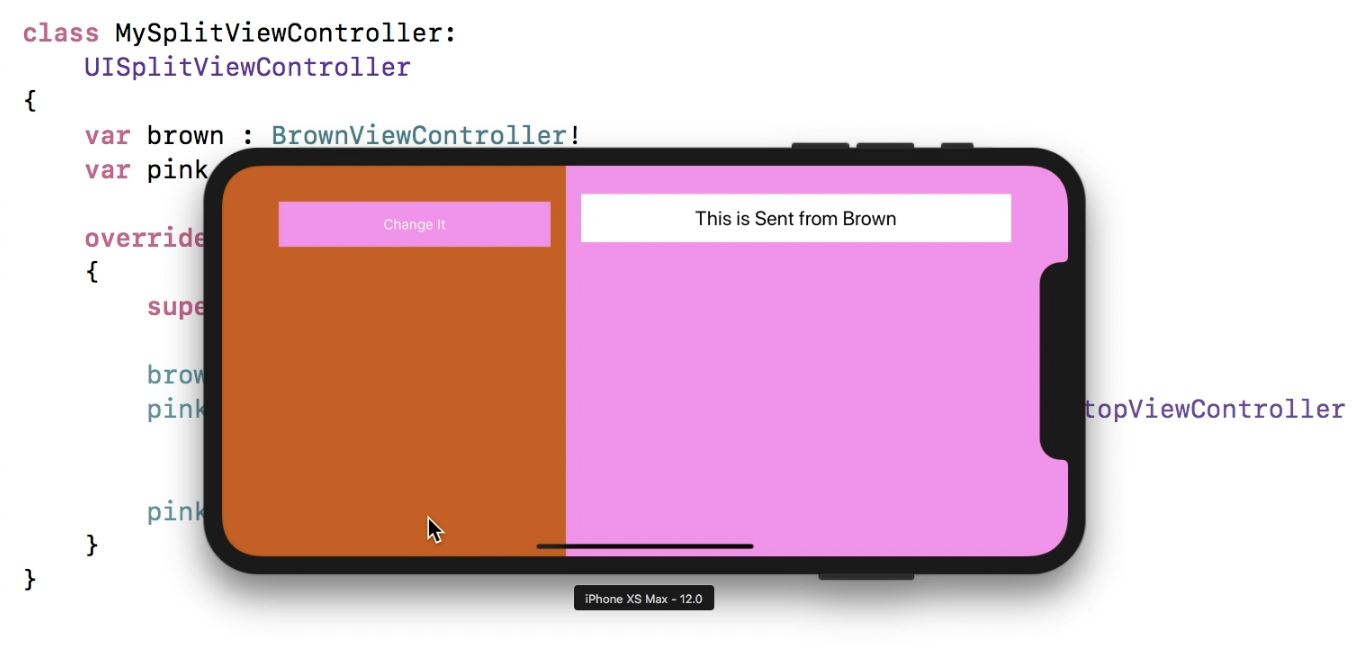 class MySplitViewController:
UISplitViewController
{
var brown : BrownViewController!
var pink
override
{
supe
brow
pink topViewController
pink
}
}
Change It
This is Sent from Brown
iPhone XS Max - 12.0